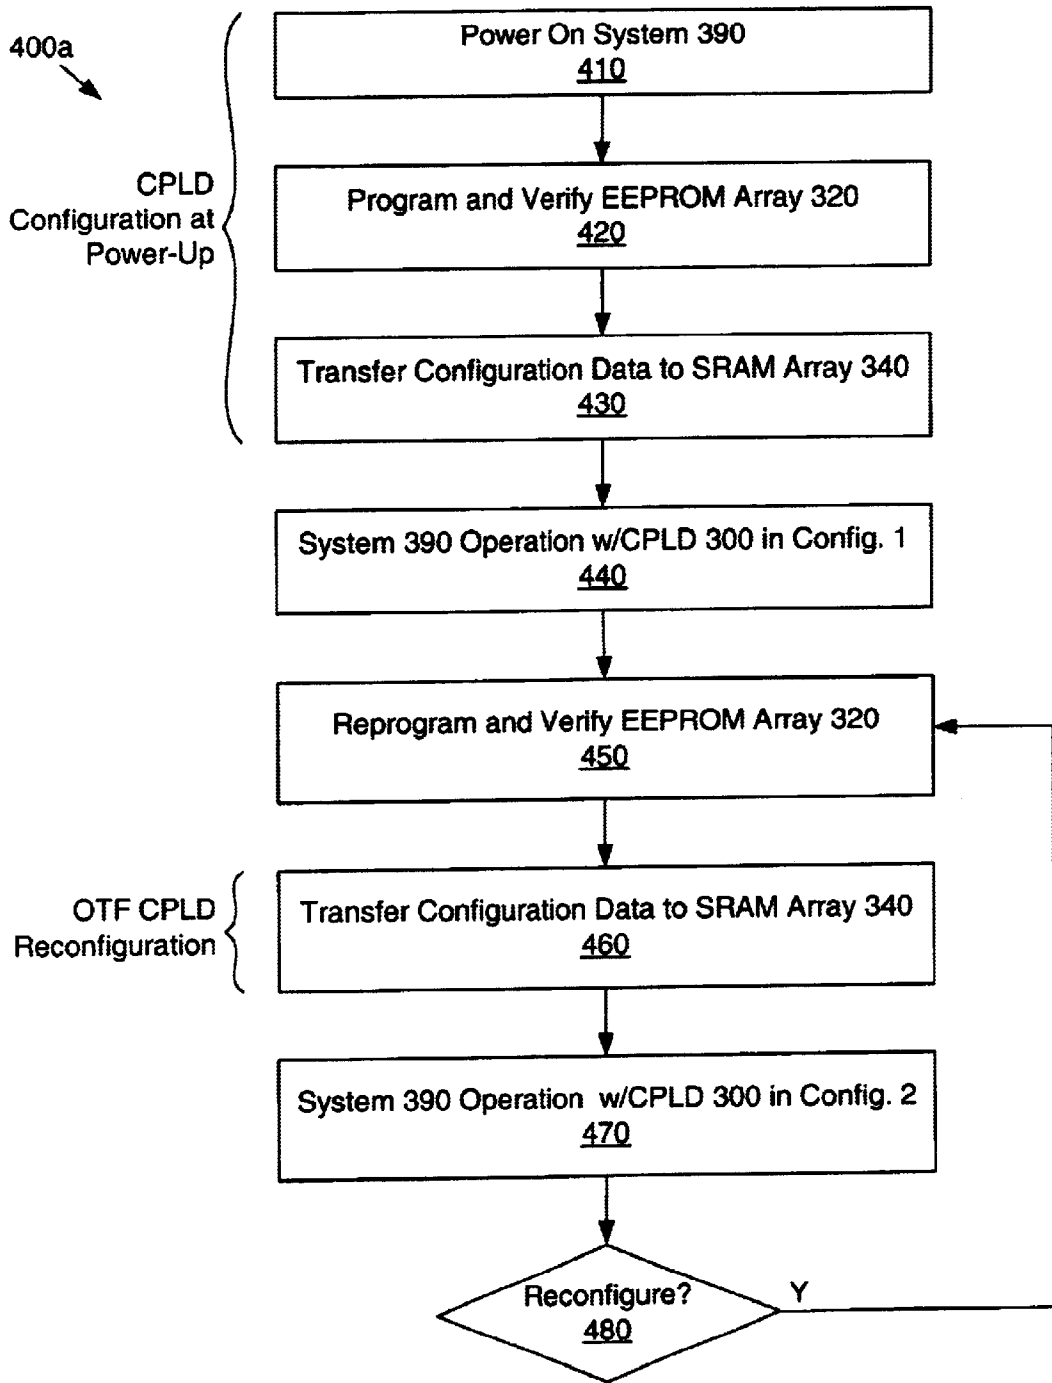 400a
Power On System 390
410
CPLD
Configuration at
Power-Up
Program and Verify EEPROM Array 320
420
Transfer Configuration Data to SRAM Array 340
430
System 390 Operation w/CPLD 300 in Config. 1
440
Reprogram and Verify EEPROM Array 320
450
OTF CPLD
Reconfiguration
Transfer Configuration Data to SRAM Array 340
460
System 390 Operation w/CPLD 300 in Config. 2
470
Reconfigure?
480
Y